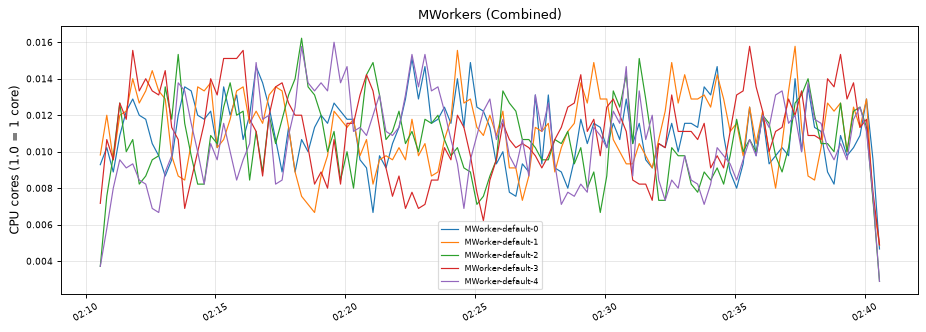 MWorkers (Combined)
CPU cores (1.0 = 1 core)
0.016
0.014
0.012
0.010
0.008
0.006
0.004
MWorker-default-0
MWorker-default-1
MWorker-default-2
MWorker-default-3
MWorker-default-4
02:10
02:15
02:20
02:25
02:30
02:35
02:40